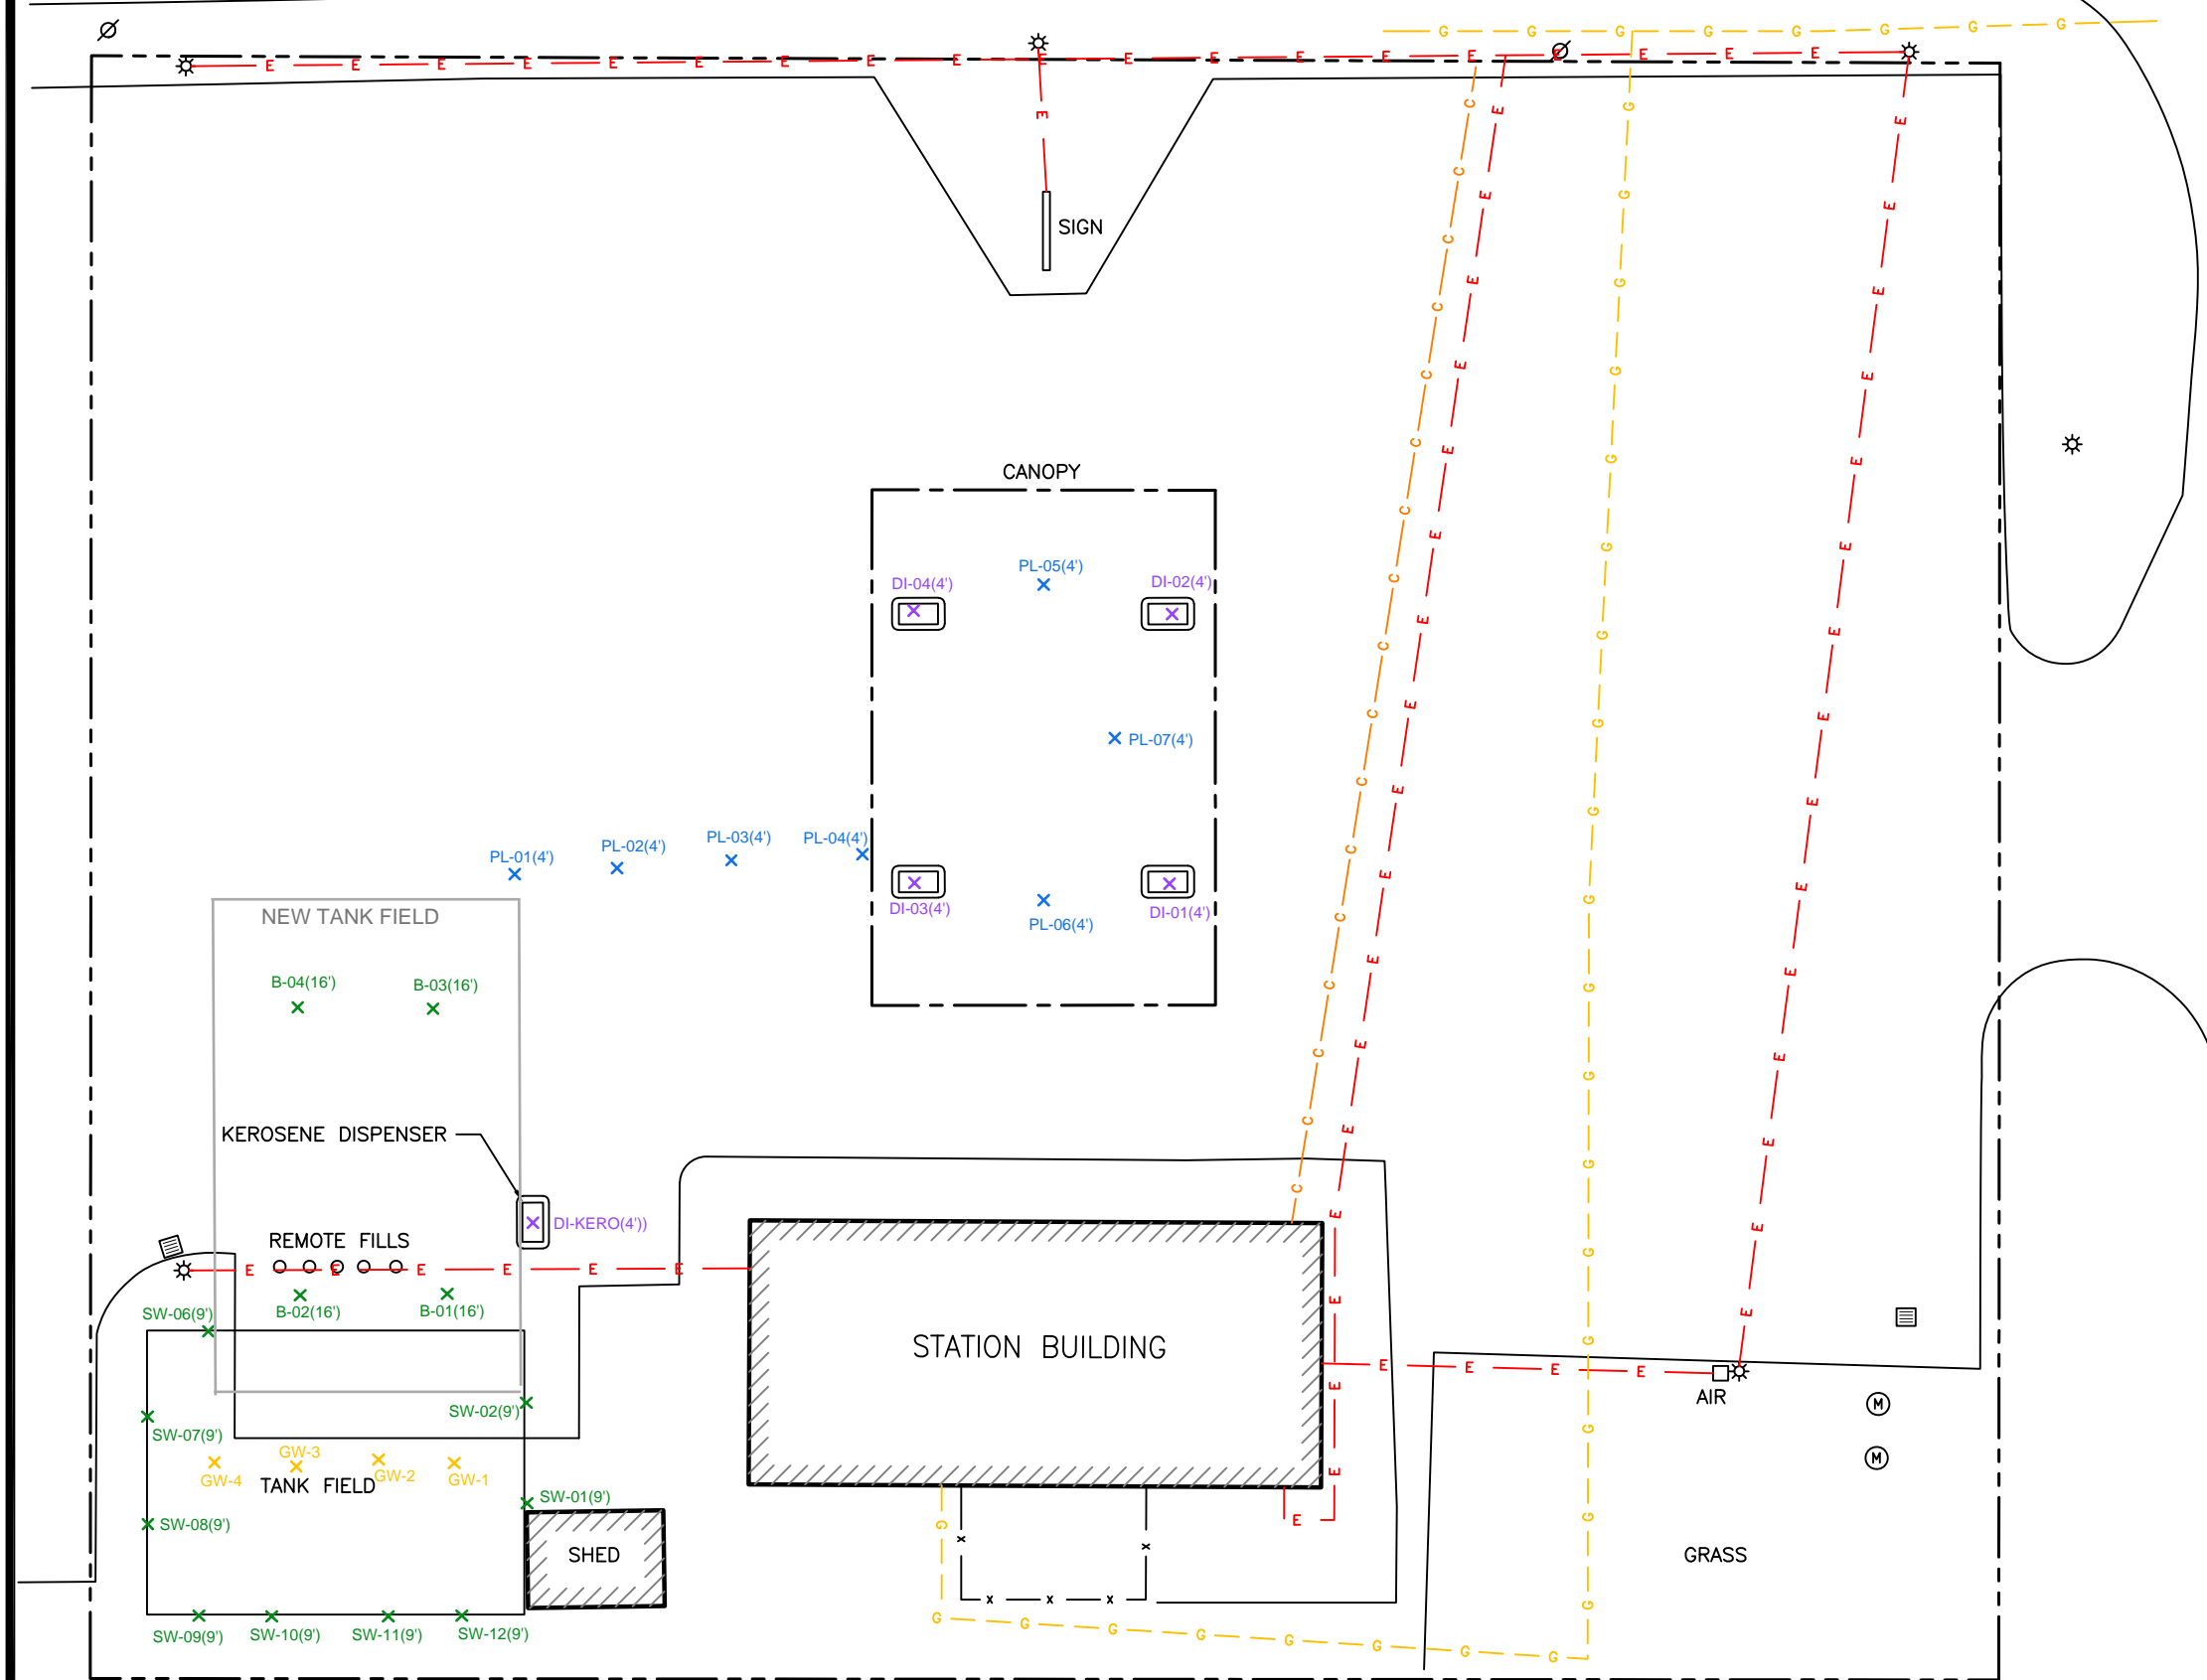 SIGN
CANOPY
PL-05(4')
DI-04(4')
DI-02(4')
PL-07(4')
PL-01(4')
PL-02(4')
PL-03(4')
PL-04(4')
DI-03(4')
PL-06(4')
DI-01(4')
NEW TANK FIELD
B-04(16')
B-03(16')
KEROSENE DISPENSER
DI-KERO(4'))
REMOTE FILLS
B-02(16')
B-01(16')
SW-06(9')
STATION BUILDING
AIR
M
M
SW-02(9')
SW-07(9')
GW-4
GW-3
GW-2
GW-1
TANK FIELD
SW-01(9')
SW-08(9')
SHED
GRASS
SW-09(9')
SW-10(9')
SW-11(9')
SW-12(9')
E E E E E E E E E E E E E E E E E E E
G G G G G G G G
C C C C C C C C C C C C C C C C C